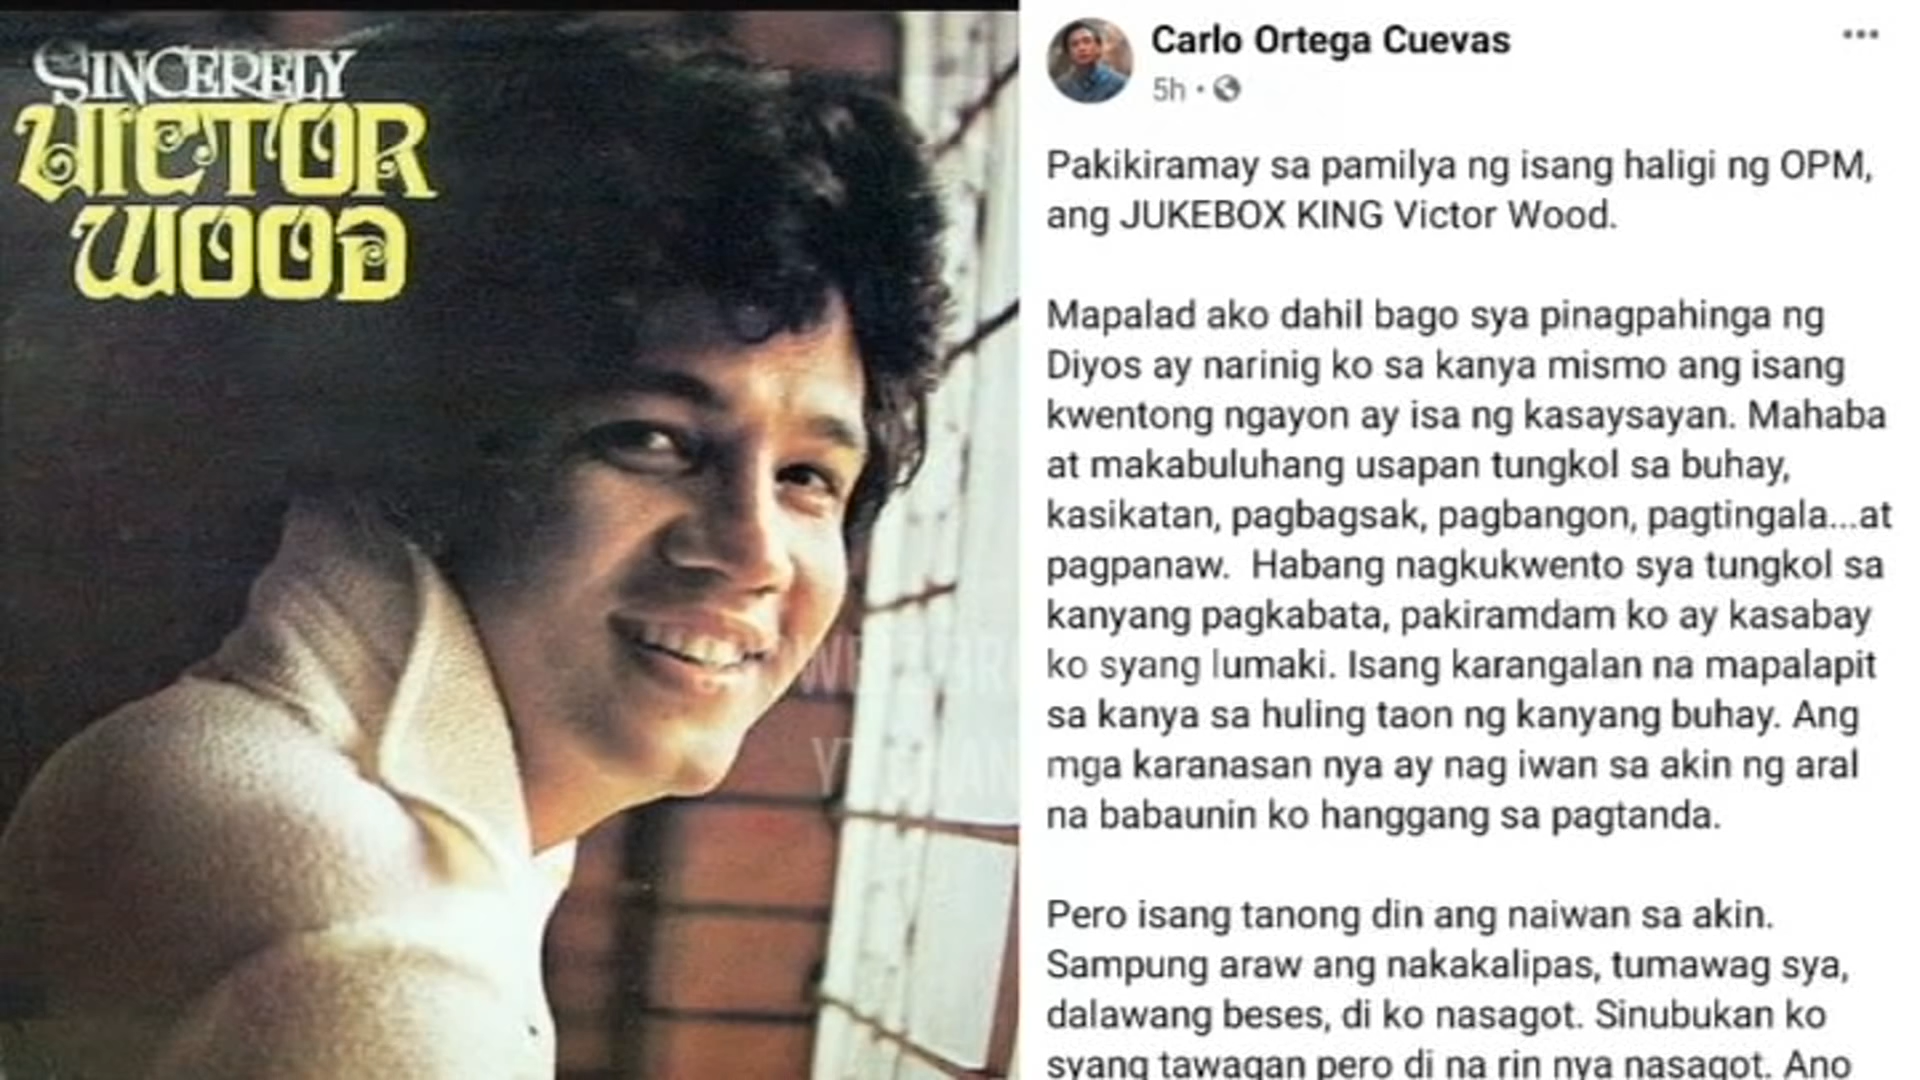 SINCERELY
VICTOR
WOOD
Carlo Ortega Cuevas
5h
Pakikiramay sa pamilya ng isang haligi ng OPM,
ang JUKEBOX KING Victor Wood.
Mapalad ako dahil bago sya pinagpahinga ng
Diyos ay narinig ko sa kanya mismo ang isang
kwentong ngayon ay isa ng kasaysayan. Mahaba
at makabuluhang usapan tungkol sa buhay,
kasikatan, pagbagsak, pagbangon, pagtingala...at
pagpanaw. Habang nagkukwento sya tungkol sa
kanyang pagkabata, pakiramdam ko ay kasabay
ko syang lumaki. Isang karangalan na mapalapit
sa kanya sa huling taon ng kanyang buhay. Ang
mga karanasan nya ay nag iwan sa akin ng aral
na babaunin ko hanggang sa pagtanda.
Pero isang tanong din ang naiwan sa akin.
Sampung araw ang nakakalipas, tumawag sya,
dalawang beses, di ko nasagot. Sinubukan ko
syang tawagan pero di na rin nya nasagot. Ano